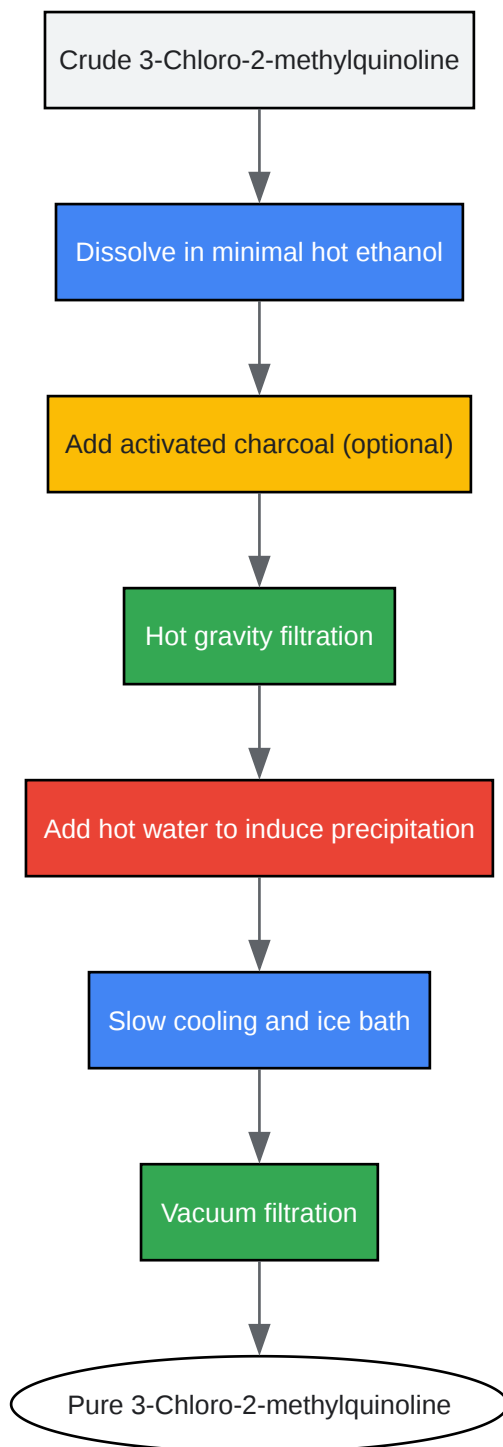 Crude 3-Chloro-2-methylquinoline
Dissolve in minimal hot ethanol
Add activated charcoal (optional)
Hot gravity filtration
Add hot water to induce precipitation
Slow cooling and ice bath
Vacuum filtration
Pure 3-Chloro-2-methylquinoline